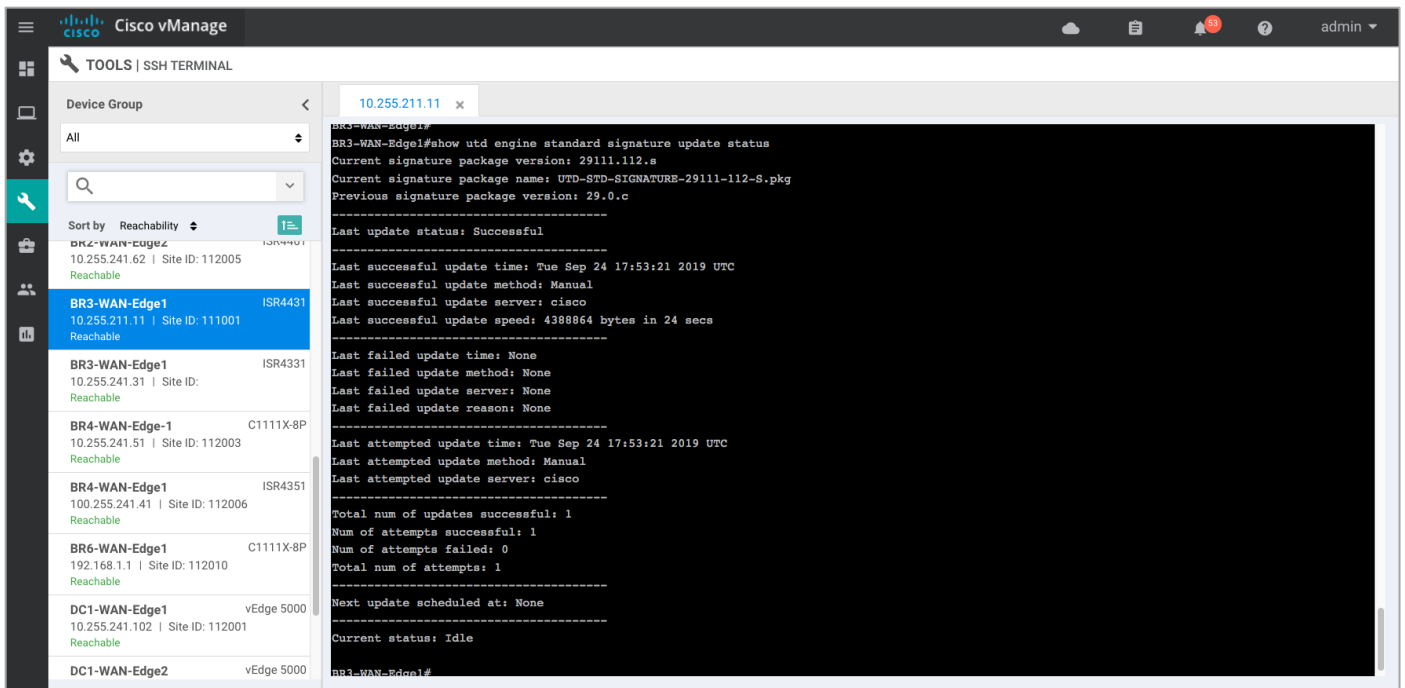 cisco Cisco vManage
53
admin
TOOLS | SSH TERMINAL
Device Group
All
Sort by Reachability
BR2-WAN-Edge2 ISR4461
10.255.241.62 | Site ID: 112005
Reachable
BR3-WAN-Edge1 ISR4431
10.255.211.11 | Site ID: 111001
Reachable
BR3-WAN-Edge1 ISR4331
10.255.241.31 | Site ID:
Reachable
BR4-WAN-Edge-1 C1111X-8P
10.255.241.51 | Site ID: 112003
Reachable
BR4-WAN-Edge1 ISR4351
100.255.241.41 | Site ID: 112006
Reachable
BR6-WAN-Edge1 C1111X-8P
192.168.1.1 | Site ID: 112010
Reachable
DC1-WAN-Edge1 vEdge 5000
10.255.241.102 | Site ID: 112001
Reachable
DC1-WAN-Edge2 vEdge 5000
10.255.211.11 x
BR3-WAN-Edge1#
BR3-WAN-Edge1#show utd engine standard signature update status
Current signature package version: 29111.112.s
Current signature package name: UTD-STD-SIGNATURE-29111-112-S.pkg
Previous signature package version: 29.0.c
---------------------------------------
Last update status: Successful
---------------------------------------
Last successful update time: Tue Sep 24 17:53:21 2019 UTC
Last successful update method: Manual
Last successful update server: cisco
Last successful update speed: 4388864 bytes in 24 secs
---------------------------------------
Last failed update time: None
Last failed update method: None
Last failed update server: None
Last failed update reason: None
---------------------------------------
Last attempted update time: Tue Sep 24 17:53:21 2019 UTC
Last attempted update method: Manual
Last attempted update server: cisco
---------------------------------------
Total num of updates successful: 1
Num of attempts successful: 1
Num of attempts failed: 0
Total num of attempts: 1
---------------------------------------
Next update scheduled at: None
---------------------------------------
Current status: Idle
BR3-WAN-Edge1#